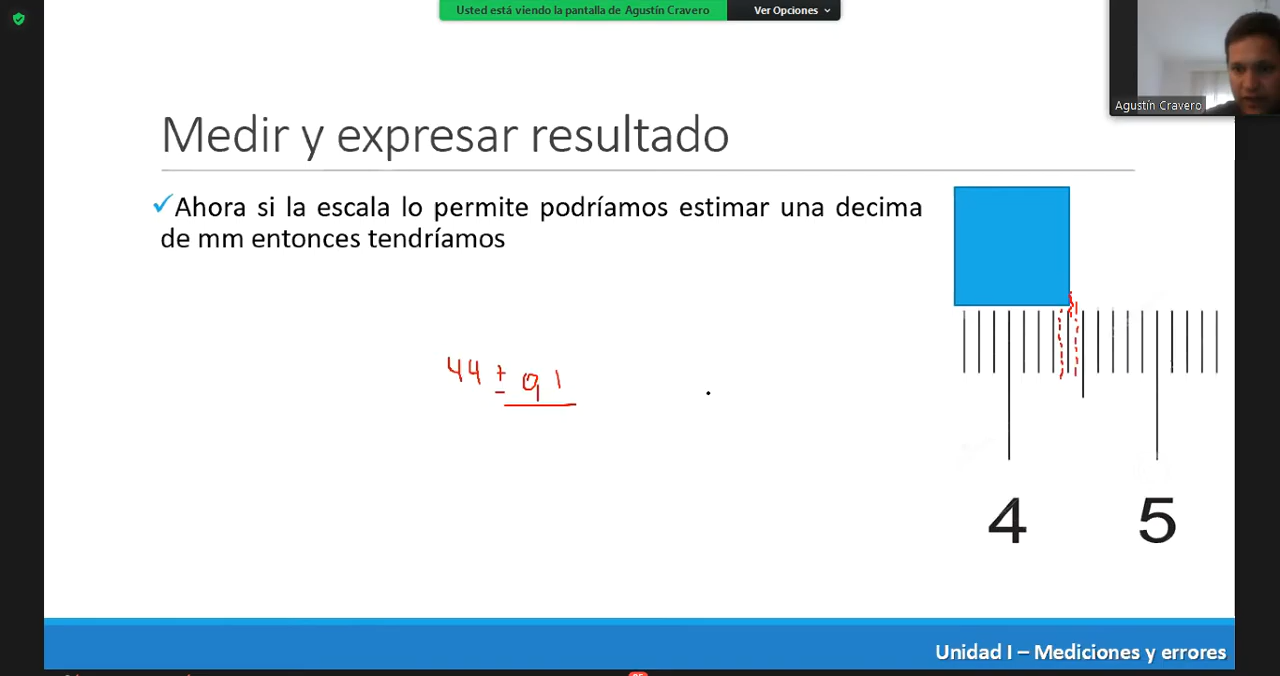 Usted está viendo la pantalla de Agustín Cravero
Ver Opciones
Agustín Cravero
Medir y expresar resultado
Ahora si la escala lo permite podríamos estimar una decima
de mm entonces tendríamos
44 ± 0,1
4 5
Unidad I – Mediciones y errores